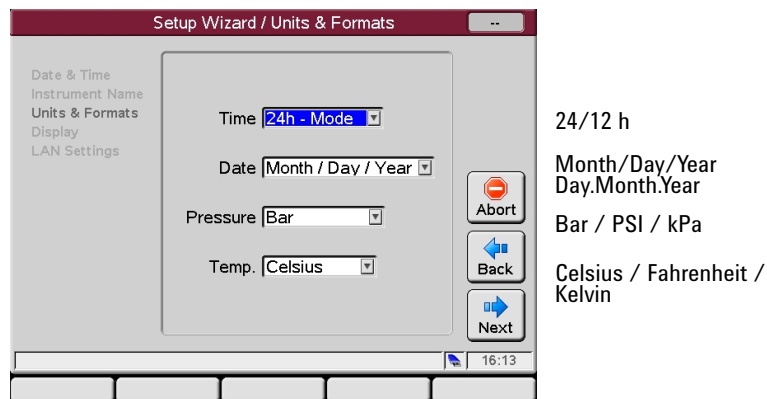 Setup Wizard / Units & Formats
--
Date & Time
Instrument Name
Units & Formats
Display
LAN Settings
Time 24h - Mode
Date Month / Day / Year
Pressure Bar
Temp. Celsius
Abort
Back
Next
16:13
24/12 h
Month/Day/Year
Day.Month.Year
Bar / PSI / kPa
Celsius / Fahrenheit /
Kelvin